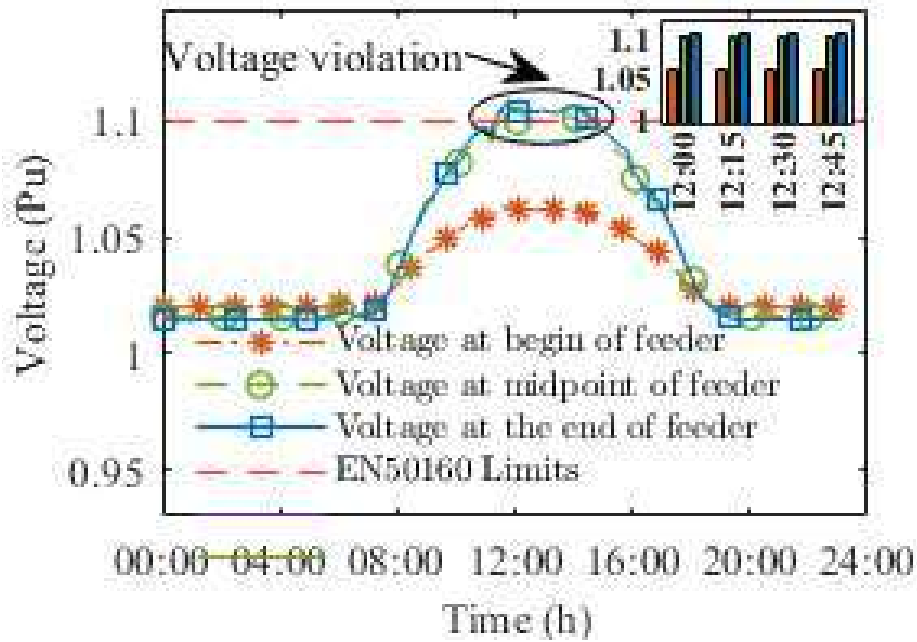 Voltage violation
1.1
1.05
1
12:00
12:15
12:30
12:45
1.1
1.05
1
0.95
Voltage (Pu)
Voltage at begin of feeder
Voltage at midpoint of feeder
Voltage at the end of feeder
EN50160 Limits
00:00 04:00 08:00 12:00 16:00 20:00 24:00
Time (h)